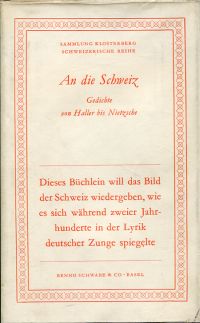 SAMMLUNG KLOSTERBERG
SCHWEIZERISCHE REIHE
An die Schweiz
Gedichte
von Haller bis Nietzsche
Dieses Büchlein will das Bild
der Schweiz wiedergeben, wie
es sich während zweier Jahr-
hunderte in der Lyrik
deutscher Zunge spiegelte
BENNO SCHWABE & CO · BASEL